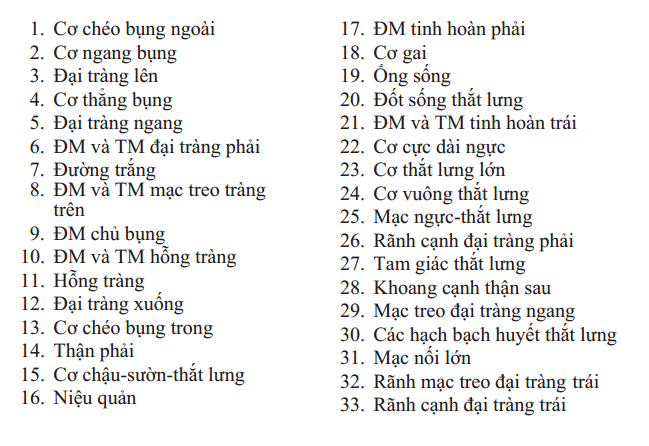 1. Cơ chéo bụng ngoài
2. Cơ ngang bụng
3. Đại tràng lên
4. Cơ thẳng bụng
5. Đại tràng ngang
6. ĐM và TM đại tràng phải
7. Đường trắng
8. ĐM và TM mạc treo tràng
trên
9. ĐM chủ bụng
10. ĐM và TM hỗng tràng
11. Hỗng tràng
12. Đại tràng xuống
13. Cơ chéo bụng trong
14. Thận phải
15. Cơ chậu-sườn-thắt lưng
16. Niệu quản
17. ĐM tinh hoàn phải
18. Cơ gai
19. Ống sống
20. Đốt sống thắt lưng
21. ĐM và TM tinh hoàn trái
22. Cơ cực dài ngực
23. Cơ thắt lưng lớn
24. Cơ vuông thắt lưng
25. Mạc ngực-thắt lưng
26. Rãnh cạnh đại tràng phải
27. Tam giác thắt lưng
28. Khoang cạnh thận sau
29. Mạc treo đại tràng ngang
30. Các hạch bạch huyết thắt lưng
31. Mạc nối lớn
32. Rãnh mạc treo đại tràng trái
33. Rãnh cạnh đại tràng trái